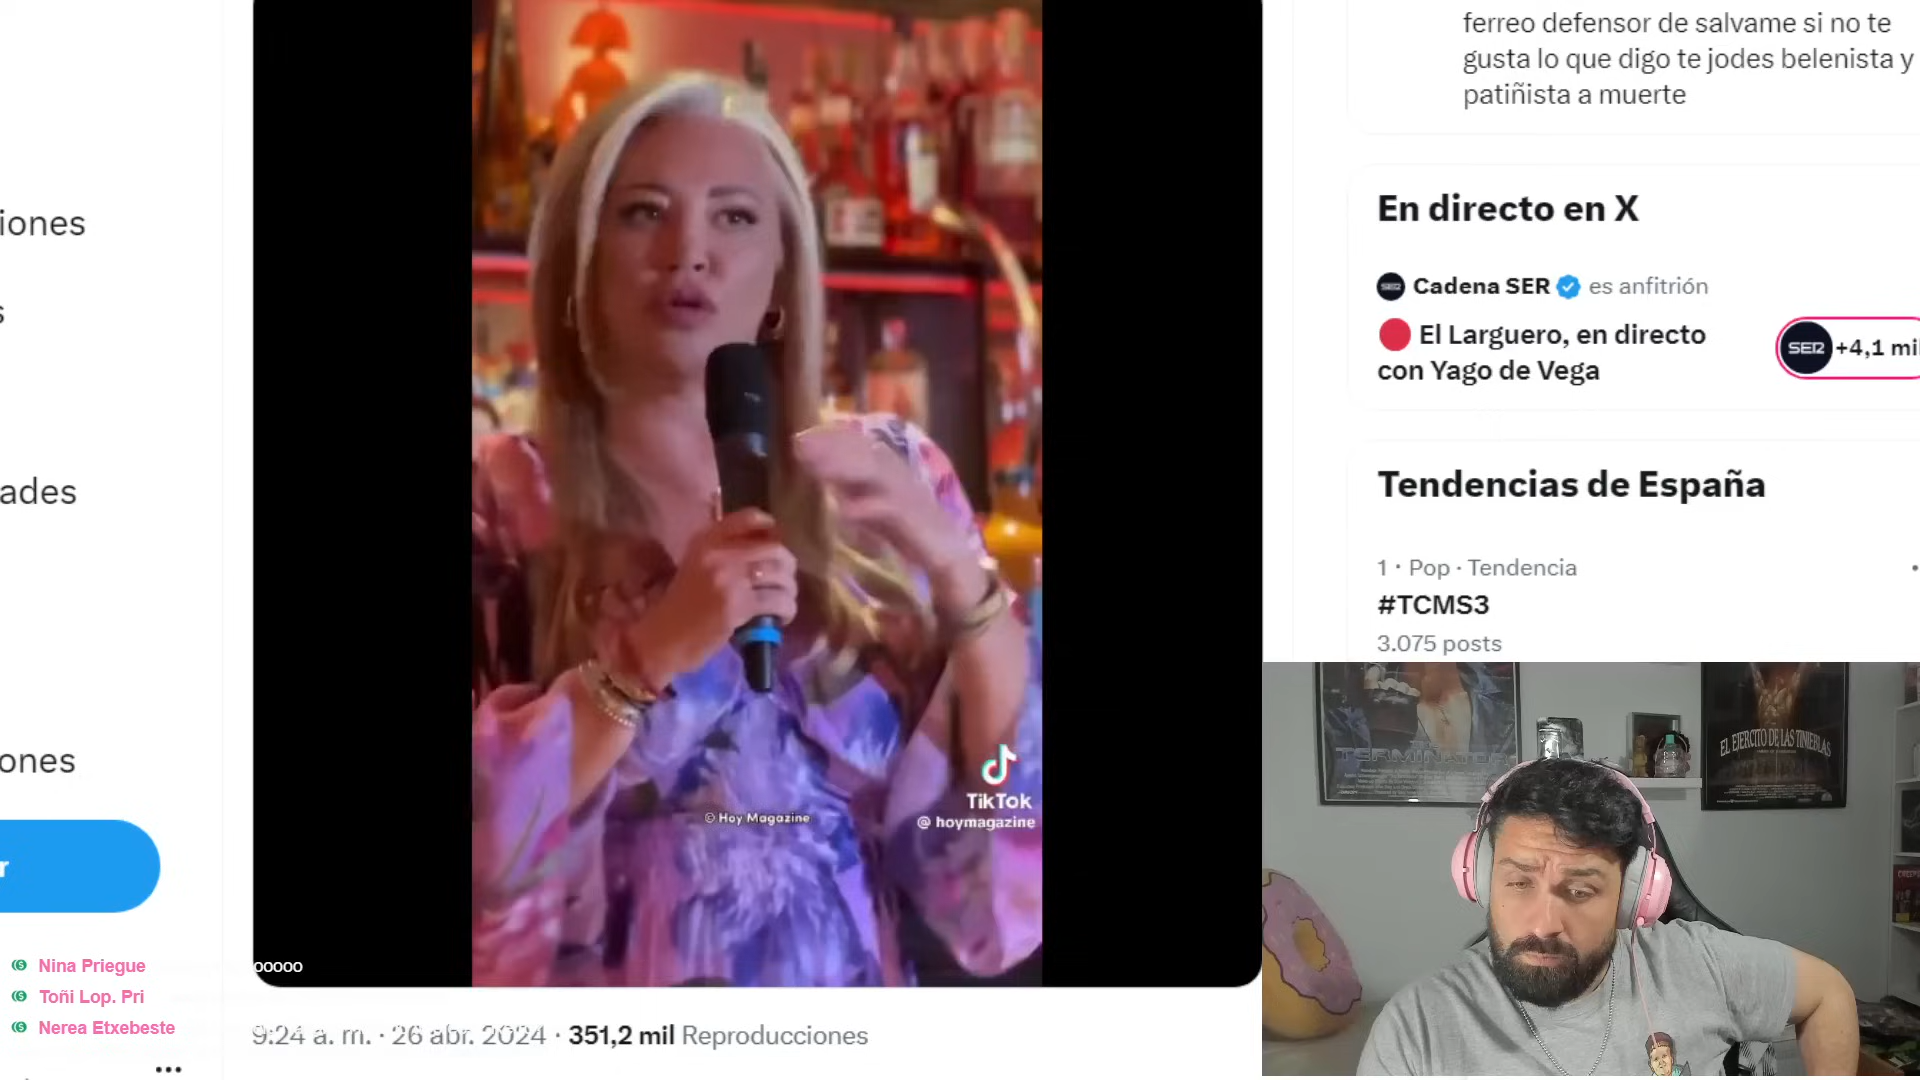 iones
s
ades
ones
r
Nina Priegue
Toñi Lop. Pri
Nerea Etxebeste
ooooo
© Hoy Magazine
TikTok
@ hoymagazine
9:24 a. m. · 26 abr. 2024 · 351,2 mil Reproducciones
ferreo defensor de salvame si no te
gusta lo que digo te jodes belenista y
patiñista a muerte
En directo en X
SER Cadena SER es anfitrión
El Larguero, en directo
con Yago de Vega
SER +4,1 mil
Tendencias de España
1 · Pop · Tendencia
#TCMS3
3.075 posts
TERMINATOR
EL EJERCITO DE LAS TINIEBLAS